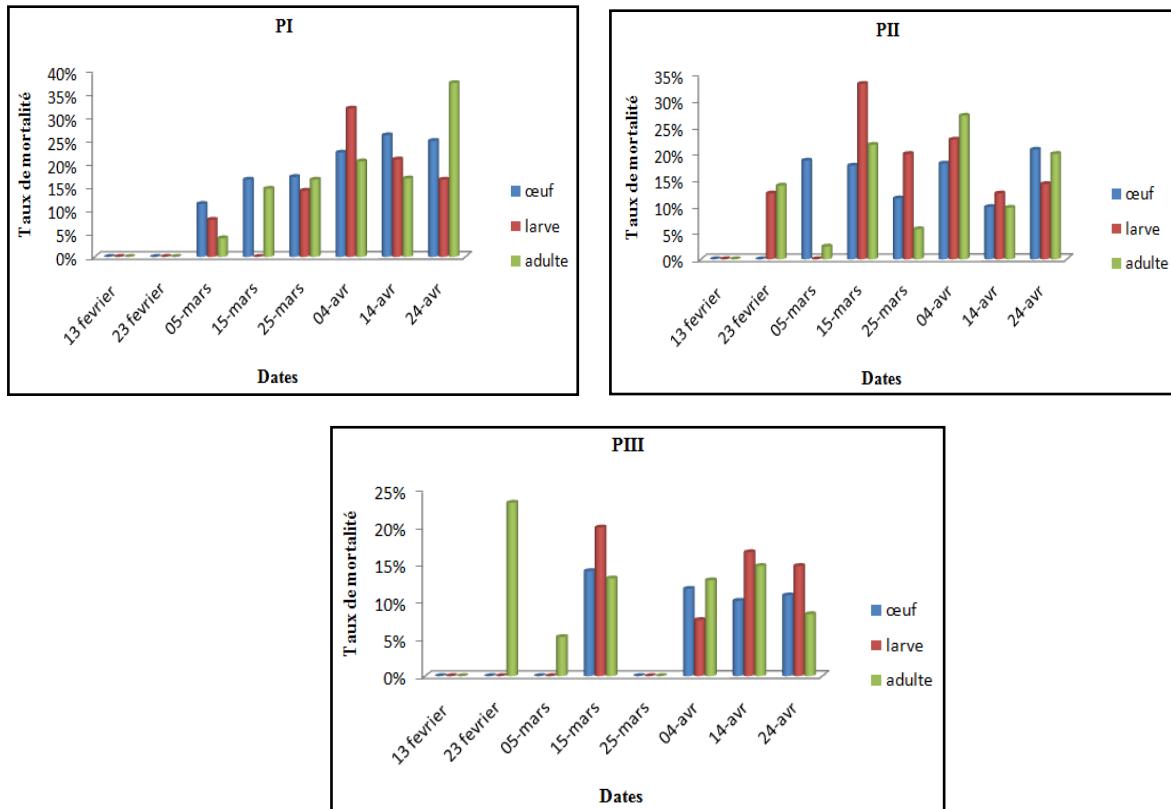 PI
Taux de mortalité
40%
35%
30%
25%
20%
15%
10%
5%
0%
13 fevrier
23 fevrier
05-mars
15-mars
25-mars
04-avr
14-avr
24-avr
Dates
œuf
larve
adulte
PII
Taux de mortalité
35%
30%
25%
20%
15%
10%
5%
0%
13 fevrier
23 fevrier
05-mars
15-mars
25-mars
04-avr
14-avr
24-avr
Dates
œuf
larve
adulte
PIII
Taux de mortalité
25%
20%
15%
10%
5%
0%
13 fevrier
23 fevrier
05-mars
15-mars
25-mars
04-avr
14-avr
24-avr
Dates
œuf
larve
adulte